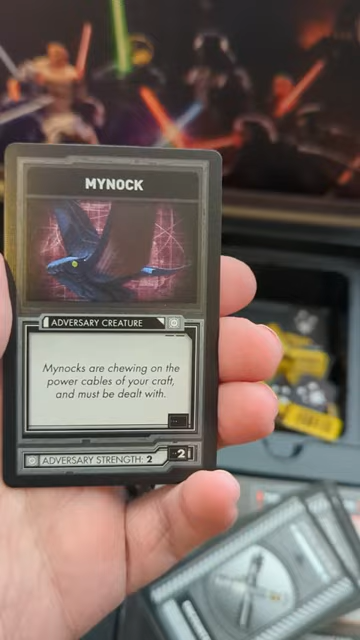 MYNOCK
ADVERSARY CREATURE
Mynocks are chewing on the
power cables of your craft,
and must be dealt with.
ADVERSARY STRENGTH: 2
2